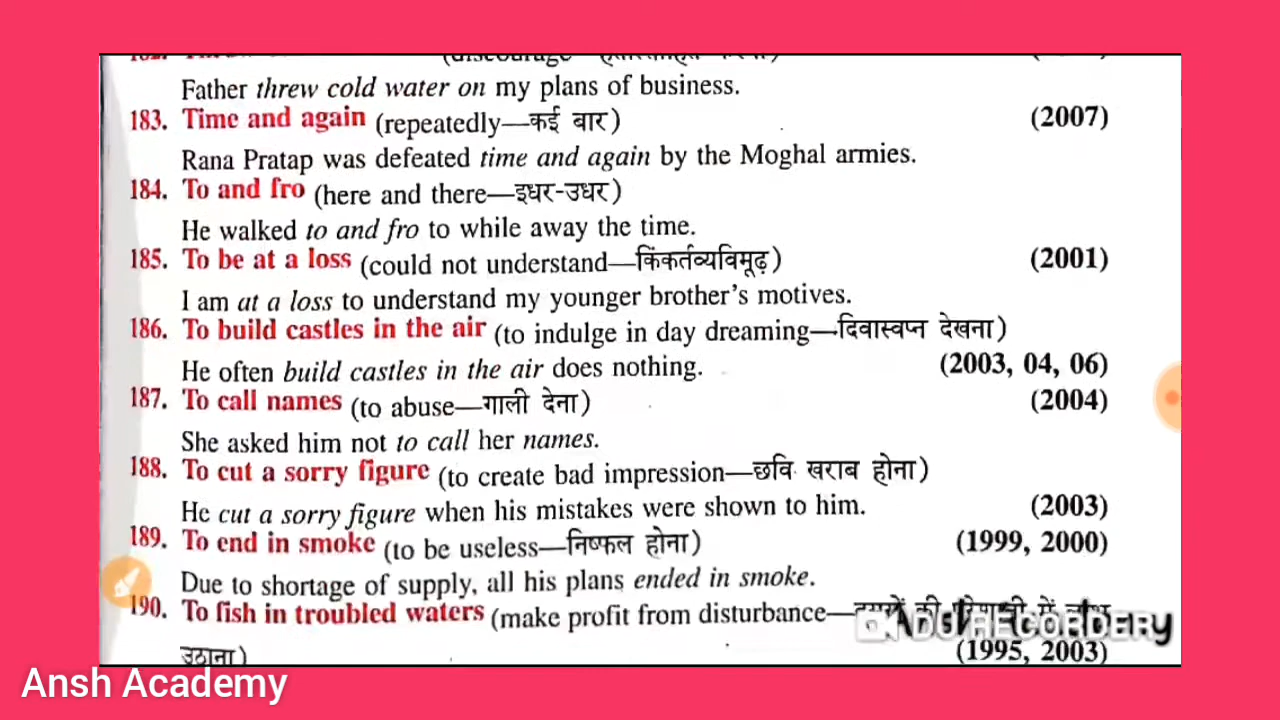 Father threw cold water on my plans of business.
183. Time and again (repeatedly—कई बार) (2007)
Rana Pratap was defeated time and again by the Moghal armies.
184. To and fro (here and there—इधर-उधर)
He walked to and fro to while away the time.
185. To be at a loss (could not understand—किंकर्तव्यविमूढ़) (2001)
I am at a loss to understand my younger brother's motives.
186. To build castles in the air (to indulge in day dreaming—दिवास्वप्न देखना)
He often build castles in the air does nothing. (2003, 04, 06)
187. To call names (to abuse—गाली देना) (2004)
She asked him not to call her names.
188. To cut a sorry figure (to create bad impression—छवि खराब होना)
He cut a sorry figure when his mistakes were shown to him. (2003)
189. To end in smoke (to be useless—निष्फल होना) (1999, 2000)
Due to shortage of supply, all his plans ended in smoke.
190. To fish in troubled waters (make profit from disturbance—
उठाना) (1995, 2003)
Ansh Academy